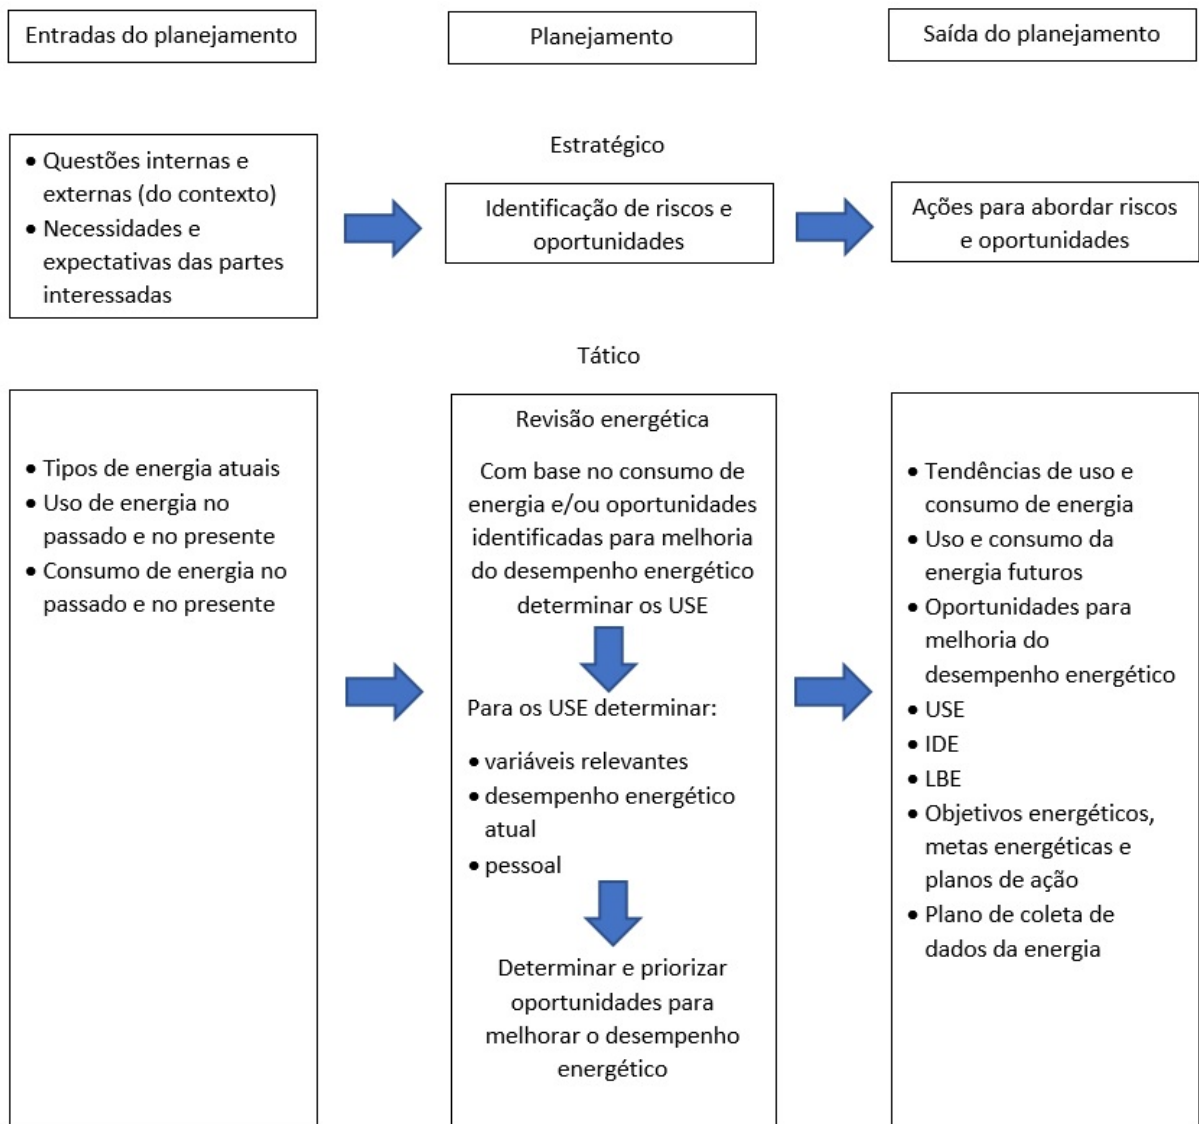 Entradas do planejamento
Planejamento
Saída do planejamento
Estratégico
• Questões internas e
externas (do contexto)
• Necessidades e
expectativas das partes
interessadas
Identificação de riscos e
oportunidades
Ações para abordar riscos
e oportunidades
Tático
• Tipos de energia atuais
• Uso de energia no
passado e no presente
• Consumo de energia no
passado e no presente
Revisão energética
Com base no consumo de
energia e/ou oportunidades
identificadas para melhoria
do desempenho energético
determinar os USE
Para os USE determinar:
• variáveis relevantes
• desempenho energético
atual
• pessoal
Determinar e priorizar
oportunidades para
melhorar o desempenho
energético
• Tendências de uso e
consumo de energia
• Uso e consumo da
energia futuros
• Oportunidades para
melhoria do
desempenho energético
• USE
• IDE
• LBE
• Objetivos energéticos,
metas energéticas e
planos de ação
• Plano de coleta de
dados da energia